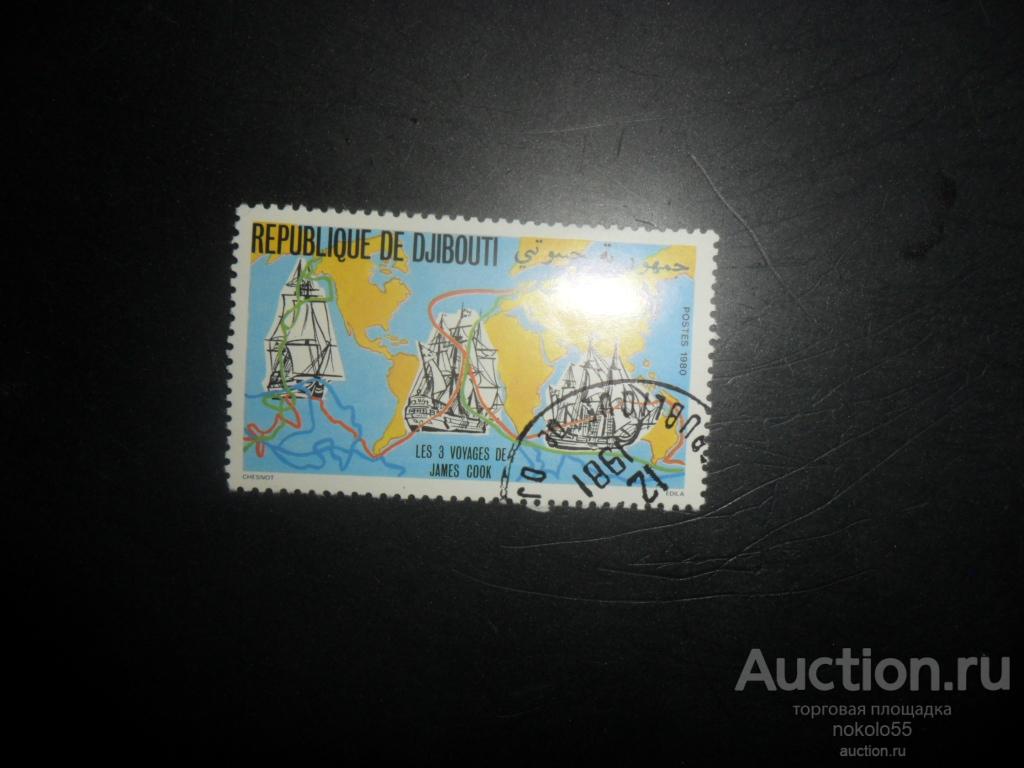 REPUBLIQUE DE DJIBOUTI
جمهورية جيبوتي
POSTES 1980
LES 3 VOYAGES DE
JAMES COOK
CHESNOT
EDILA
12
1981
Auction.ru
торговая площадка
nokolo55
auction.ru